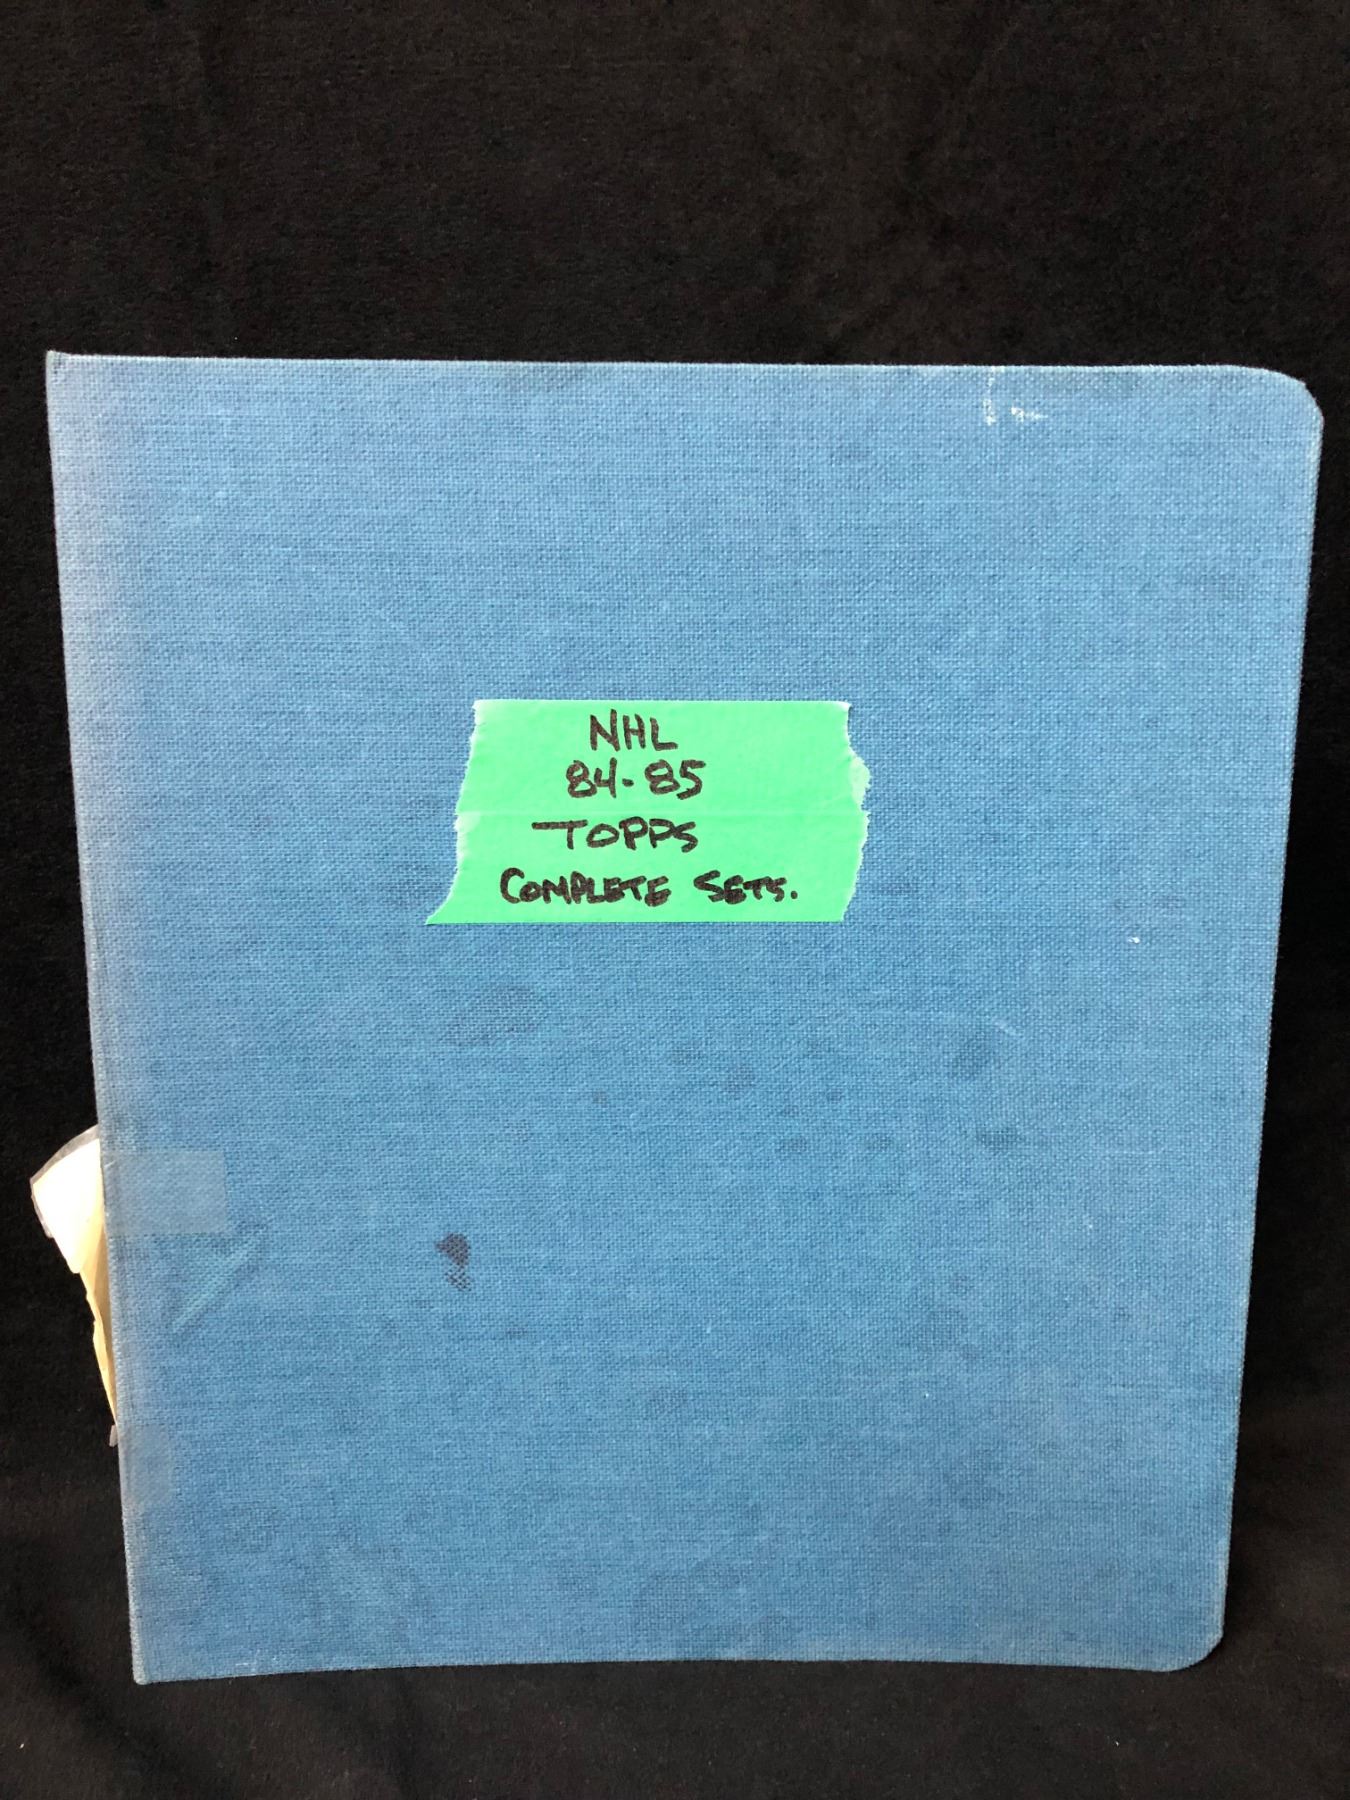 NHL
84-85
TOPPS
COMPLETE SETS.